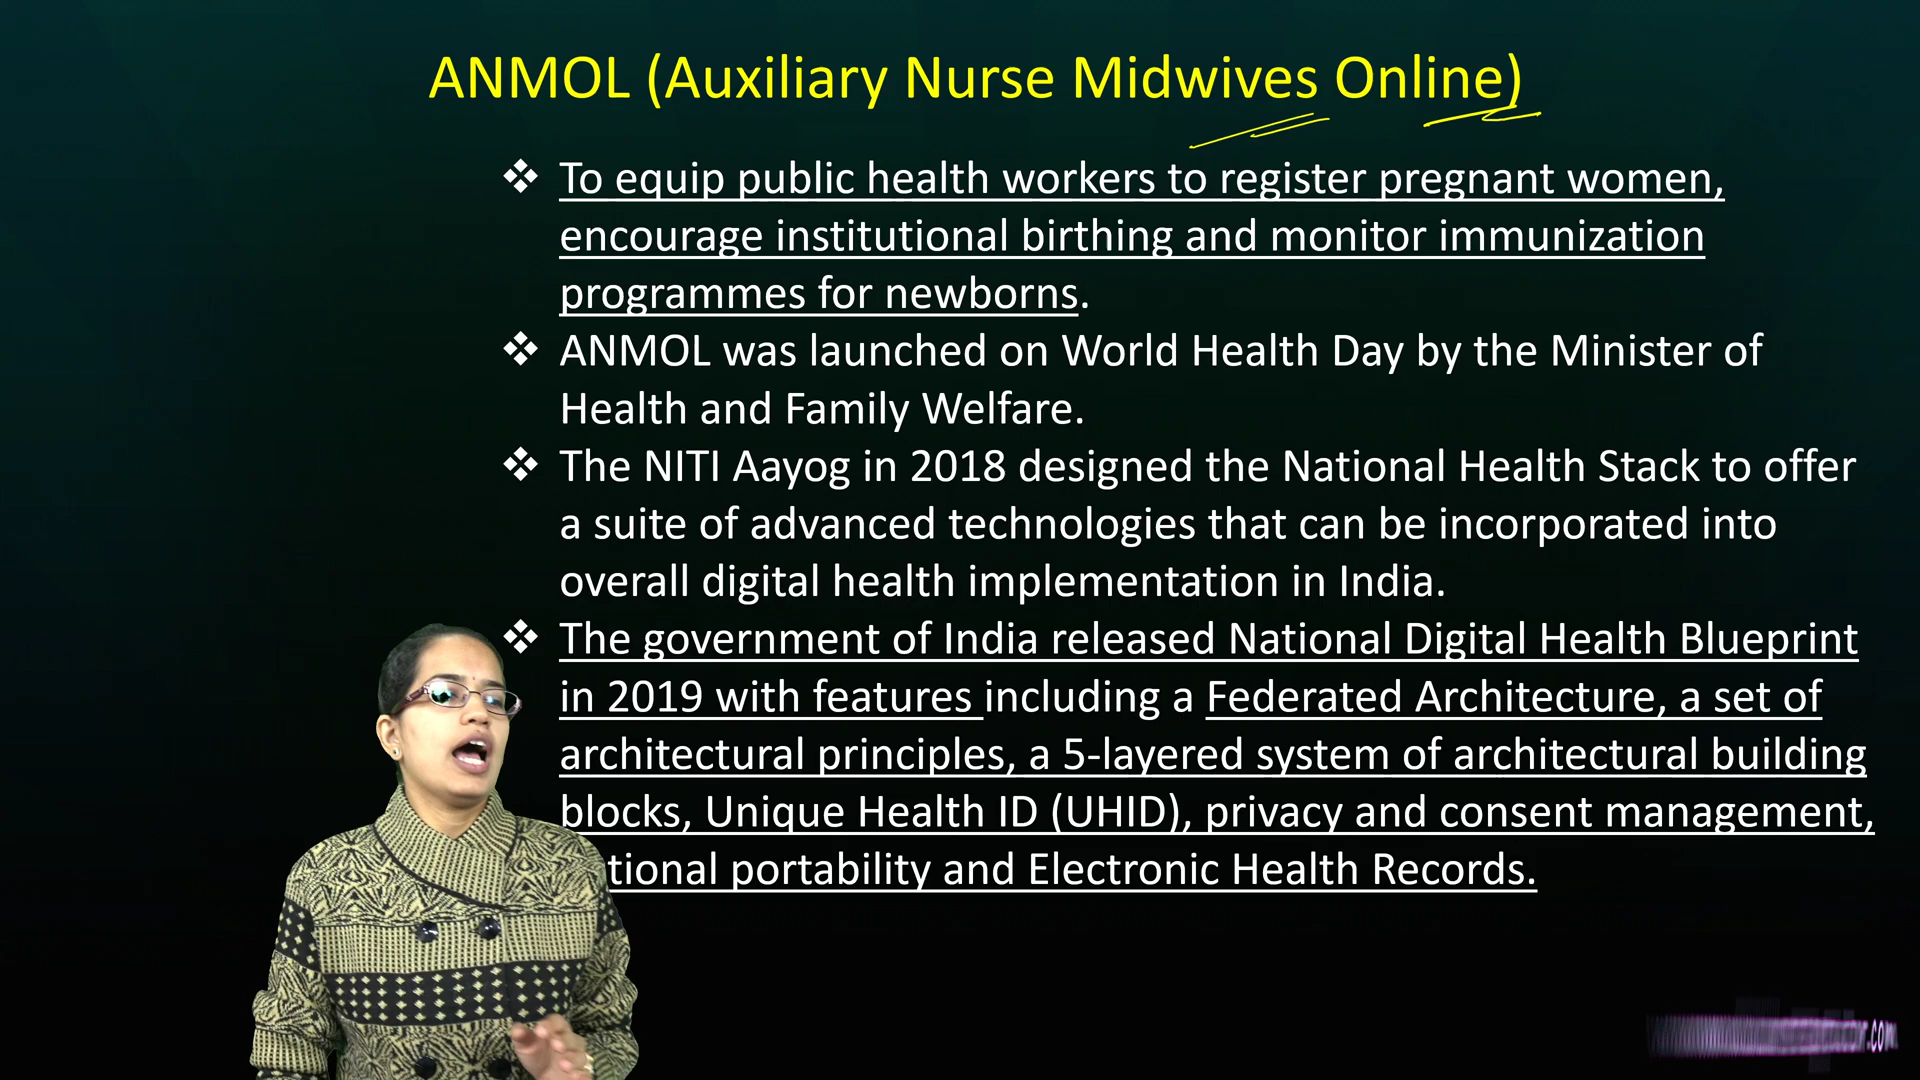 ANMOL (Auxiliary Nurse Midwives Online)
❖ To equip public health workers to register pregnant women,
encourage institutional birthing and monitor immunization
programmes for newborns.
❖ ANMOL was launched on World Health Day by the Minister of
Health and Family Welfare.
❖ The NITI Aayog in 2018 designed the National Health Stack to offer
a suite of advanced technologies that can be incorporated into
overall digital health implementation in India.
❖ The government of India released National Digital Health Blueprint
in 2019 with features including a Federated Architecture, a set of
architectural principles, a 5-layered system of architectural building
blocks, Unique Health ID (UHID), privacy and consent management,
tional portability and Electronic Health Records.
.com